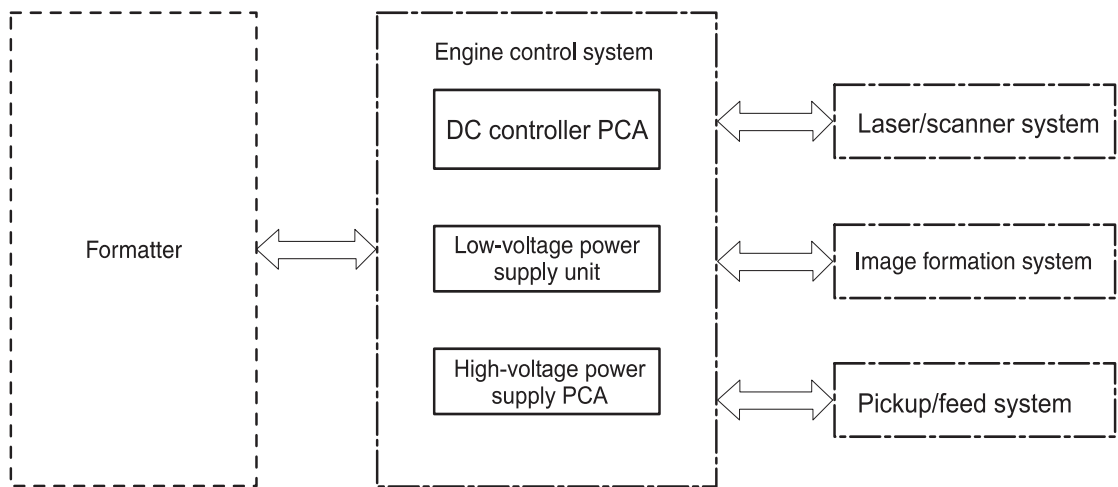 Formatter
Engine control system
DC controller PCA
Low-voltage power
supply unit
High-voltage power
supply PCA
Laser/scanner system
Image formation system
Pickup/feed system